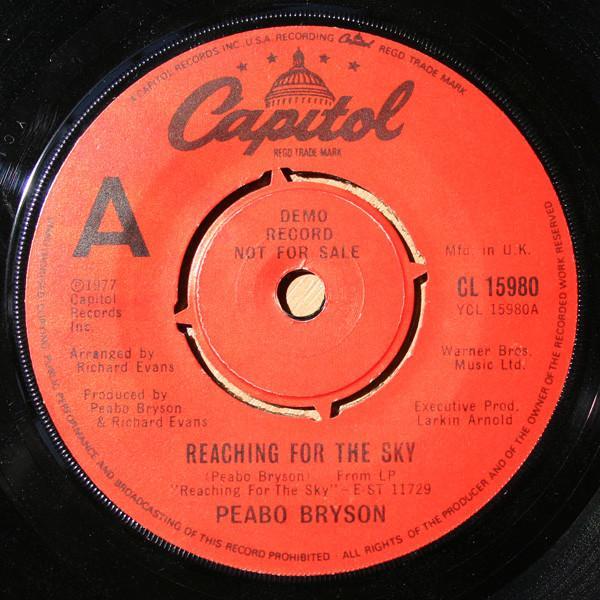 A CAPITOL RECORDS, INC. U.S.A. RECORDING Capitol REGD TRADE MARK
Capitol
REGD TRADE MARK
A
DEMO
RECORD
NOT FOR SALE
Mfd. in U.K.
℗1977
Capitol
Records
Inc.
CL 15980
YCL 15980A
Arranged by
Richard Evans
Warner Bros.
Music Ltd.
Produced by
Peabo Bryson
& Richard Evans
Executive Prod.
Larkin Arnold
REACHING FOR THE SKY
(Peabo Bryson) From LP
"Reaching For The Sky" - E-ST 11729
PEABO BRYSON
PUBLIC PERFORMANCE AND BROADCASTING OF THIS RECORD PROHIBITED · ALL RIGHTS OF THE PRODUCER AND OF THE OWNER OF THE RECORDED WORK RESERVED